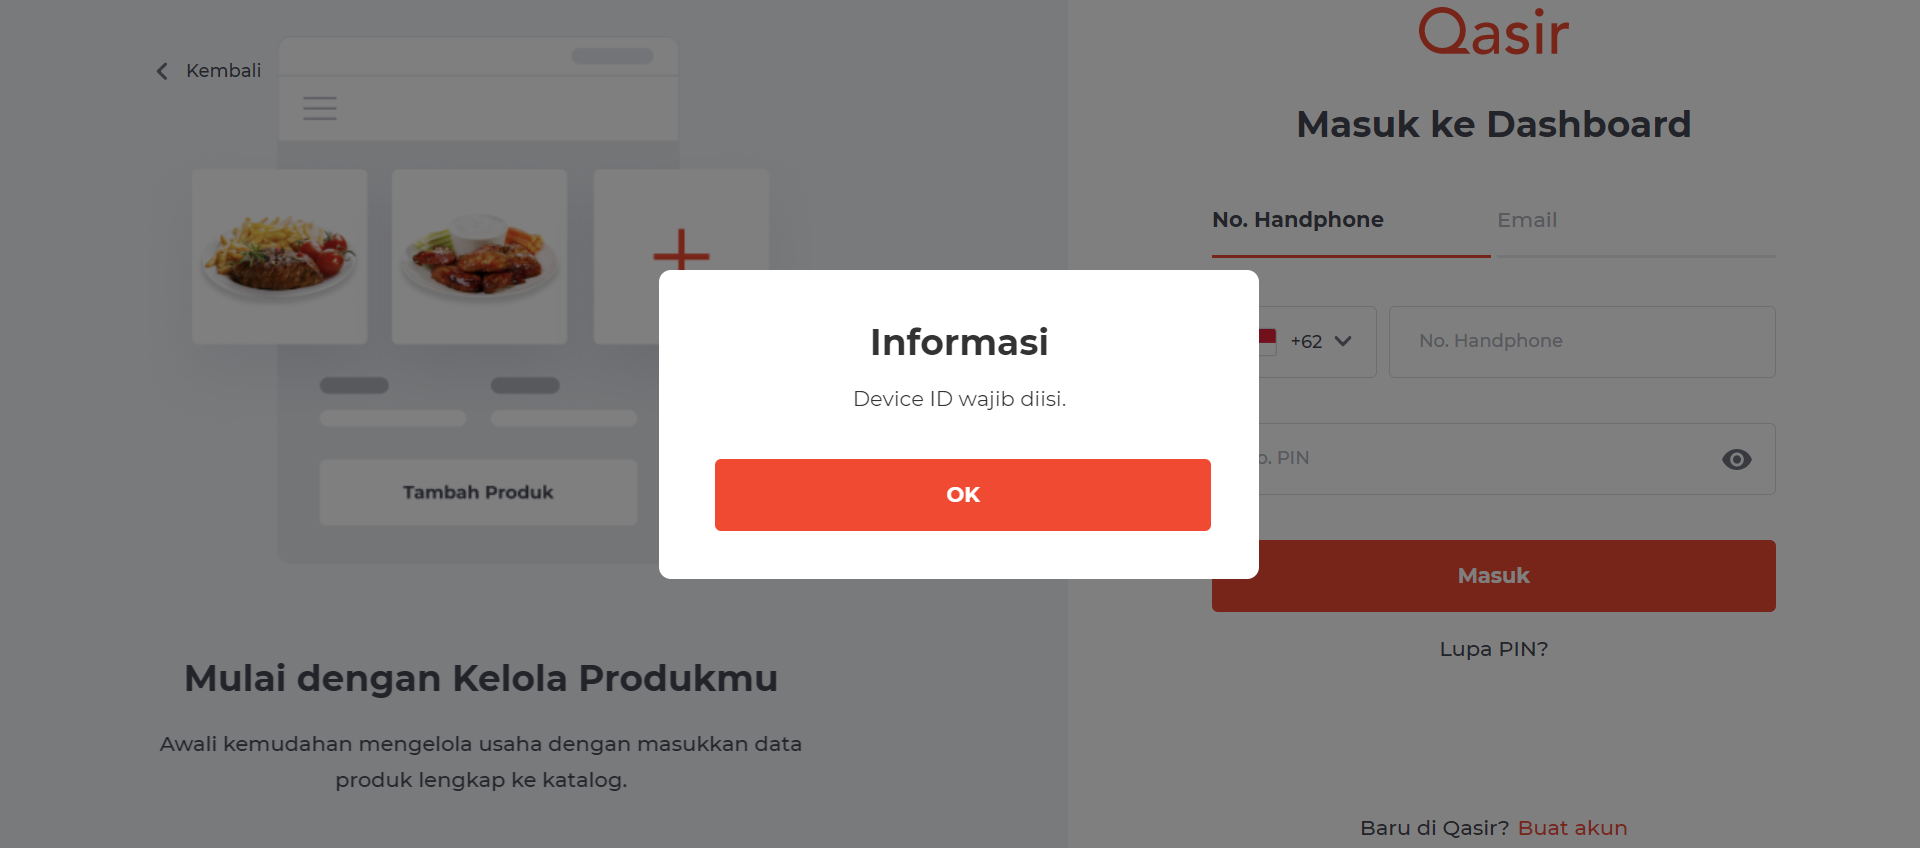 Kembali
Tambah Produk
Mulai dengan Kelola Produkmu
Awali kemudahan mengelola usaha dengan masukkan data
produk lengkap ke katalog.
Informasi
Device ID wajib diisi.
OK
Qasir
Masuk ke Dashboard
No. Handphone
Email
+62
No. Handphone
PIN
Masuk
Lupa PIN?
Baru di Qasir? Buat akun